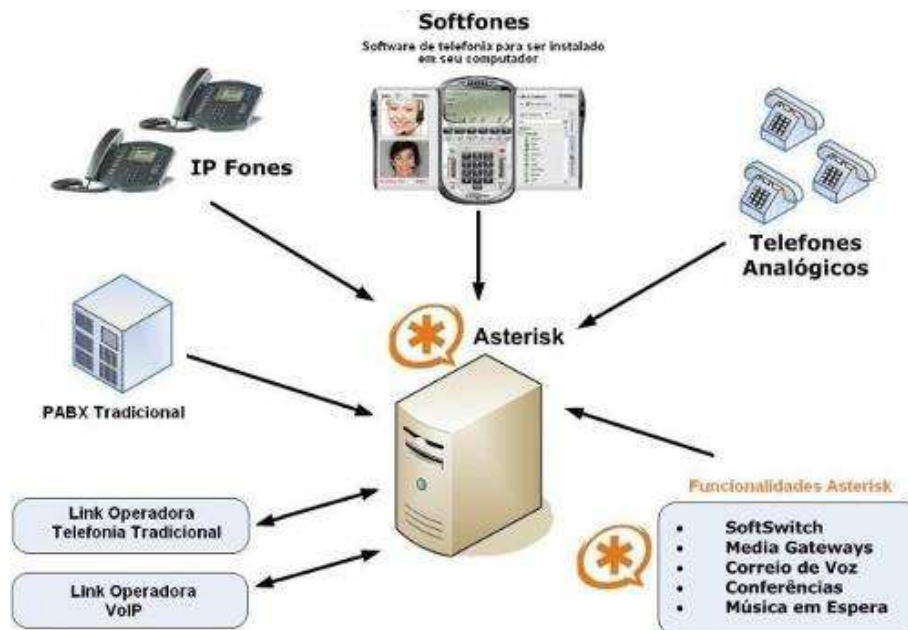 Softfones
Software de telefonia para ser instalado
em seu computador
IP Fones
Telefones
Analógicos
Asterisk
PABX Tradicional
Link Operadora
Telefonia Tradicional
Link Operadora
VoIP
Funcionalidades Asterisk
• SoftSwitch
• Media Gateways
• Correio de Voz
• Conferências
• Música em Espera